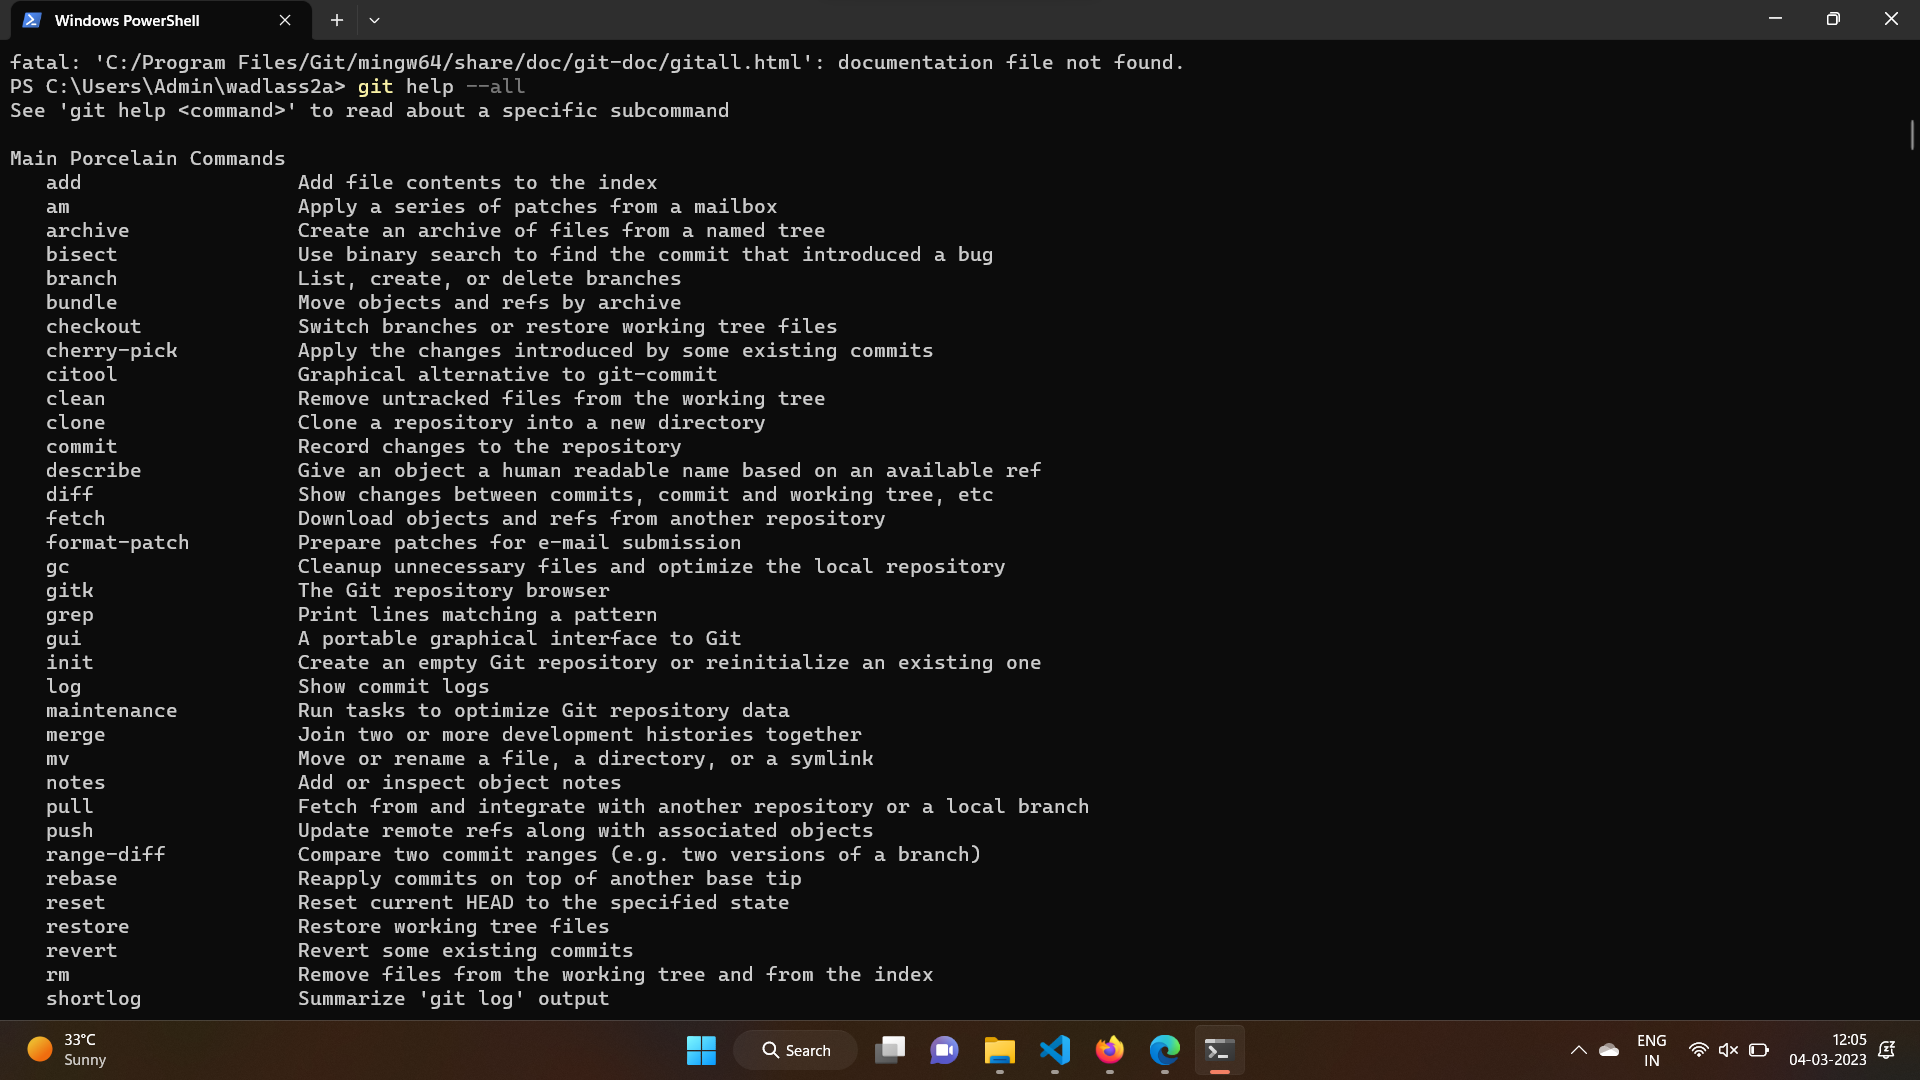 Windows PowerShell
fatal: 'C:/Program Files/Git/mingw64/share/doc/git-doc/gitall.html': documentation file not found.
PS C:\Users\Admin\wadlass2a> git help --all
See 'git help <command>' to read about a specific subcommand
Main Porcelain Commands
add Add file contents to the index
am Apply a series of patches from a mailbox
archive Create an archive of files from a named tree
bisect Use binary search to find the commit that introduced a bug
branch List, create, or delete branches
bundle Move objects and refs by archive
checkout Switch branches or restore working tree files
cherry-pick Apply the changes introduced by some existing commits
citool Graphical alternative to git-commit
clean Remove untracked files from the working tree
clone Clone a repository into a new directory
commit Record changes to the repository
describe Give an object a human readable name based on an available ref
diff Show changes between commits, commit and working tree, etc
fetch Download objects and refs from another repository
format-patch Prepare patches for e-mail submission
gc Cleanup unnecessary files and optimize the local repository
gitk The Git repository browser
grep Print lines matching a pattern
gui A portable graphical interface to Git
init Create an empty Git repository or reinitialize an existing one
log Show commit logs
maintenance Run tasks to optimize Git repository data
merge Join two or more development histories together
mv Move or rename a file, a directory, or a symlink
notes Add or inspect object notes
pull Fetch from and integrate with another repository or a local branch
push Update remote refs along with associated objects
range-diff Compare two commit ranges (e.g. two versions of a branch)
rebase Reapply commits on top of another base tip
reset Reset current HEAD to the specified state
restore Restore working tree files
revert Revert some existing commits
rm Remove files from the working tree and from the index
shortlog Summarize 'git log' output
33°C
Sunny
Search
ENG
IN
12:05
04-03-2023